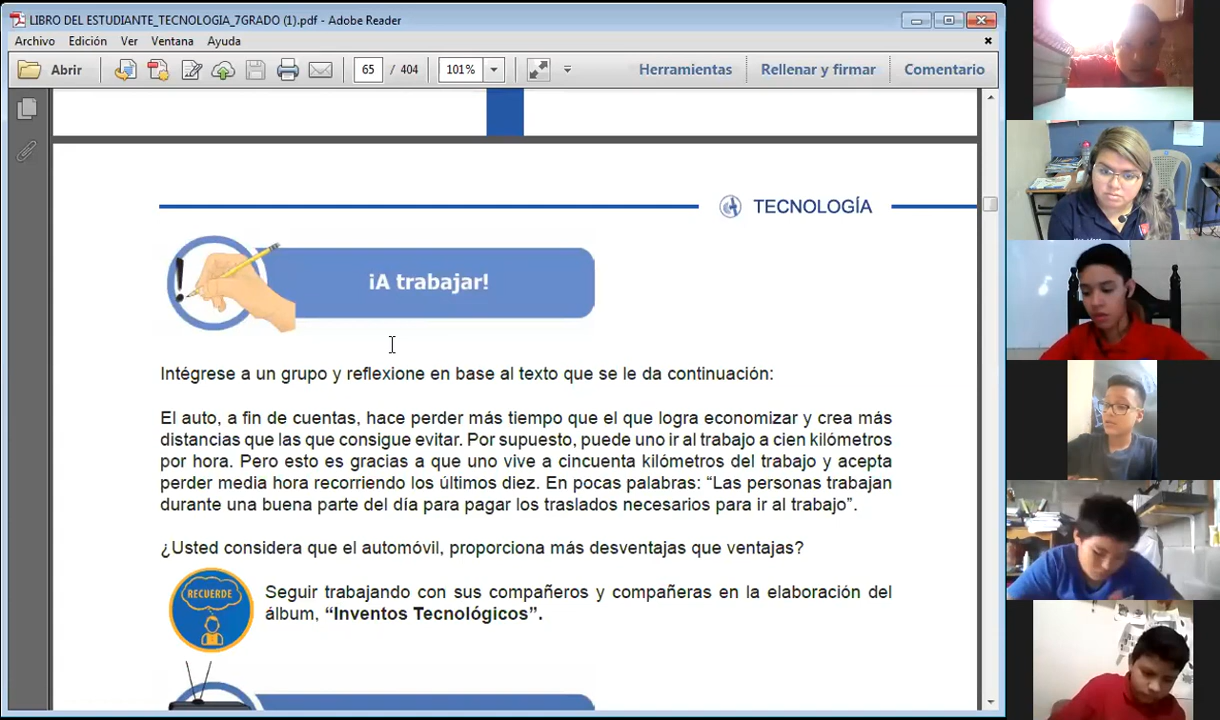 LIBRO DEL ESTUDIANTE_TECNOLOGIA_7GRADO (1).pdf - Adobe Reader
Archivo Edición Ver Ventana Ayuda
Abrir 65 / 404 101% Herramientas Rellenar y firmar Comentario
TECNOLOGÍA
¡A trabajar!
Intégrese a un grupo y reflexione en base al texto que se le da continuación:
El auto, a fin de cuentas, hace perder más tiempo que el que logra economizar y crea más
distancias que las que consigue evitar. Por supuesto, puede uno ir al trabajo a cien kilómetros
por hora. Pero esto es gracias a que uno vive a cincuenta kilómetros del trabajo y acepta
perder media hora recorriendo los últimos diez. En pocas palabras: “Las personas trabajan
durante una buena parte del día para pagar los traslados necesarios para ir al trabajo”.
¿Usted considera que el automóvil, proporciona más desventajas que ventajas?
RECUERDE
Seguir trabajando con sus compañeros y compañeras en la elaboración del
álbum, “Inventos Tecnológicos”.